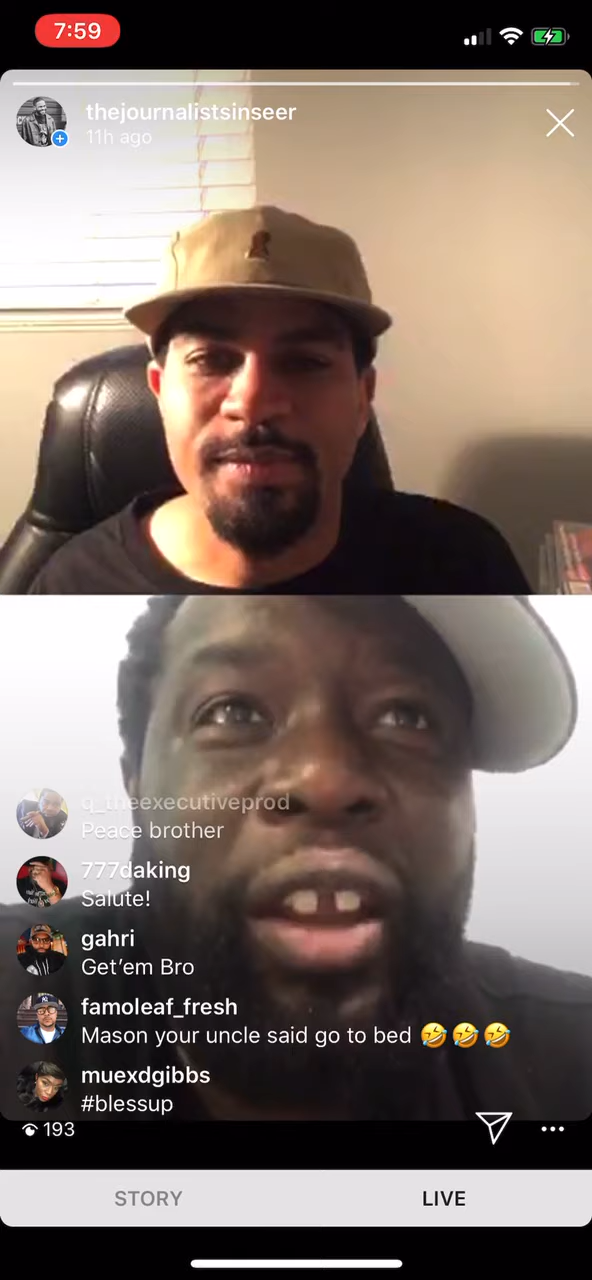 7:59
thejournalistsinseer
11h ago
q_theexecutiveprod
Peace brother
777daking
Salute!
gahri
Get'em Bro
famoleaf_fresh
Mason your uncle said go to bed 🤣🤣🤣
muexdgibbs
#blessup
193
STORY
LIVE